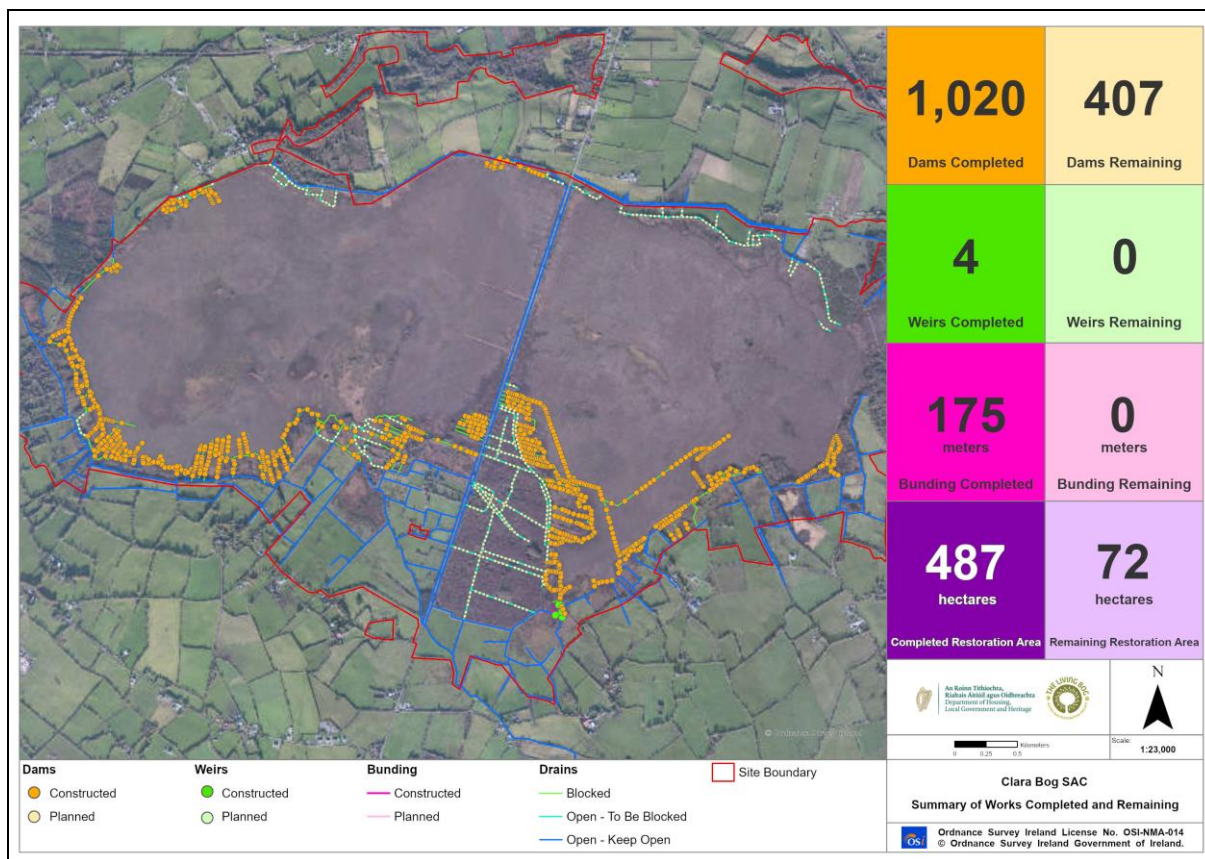 1,020
Dams Completed
407
Dams Remaining
4
Weirs Completed
0
Weirs Remaining
175
meters
Bunding Completed
0
meters
Bunding Remaining
487
hectares
Completed Restoration Area
72
hectares
Remaining Restoration Area
An Roinn Tithíochta,
Rialtais Áitiúil agus Oidhreachta
Department of Housing,
Local Government and Heritage
THE LIVING BOG
N
Kilometers
0 0.25 0.5
Scale:
1:23,000
Clara Bog SAC
Summary of Works Completed and Remaining
OSi
Ordnance Survey Ireland License No. OSI-NMA-014
© Ordnance Survey Ireland Government of Ireland.
© Ordnance Survey
Dams
Constructed
Planned
Weirs
Constructed
Planned
Bunding
Constructed
Planned
Drains
Blocked
Open - To Be Blocked
Open - Keep Open
Site Boundary